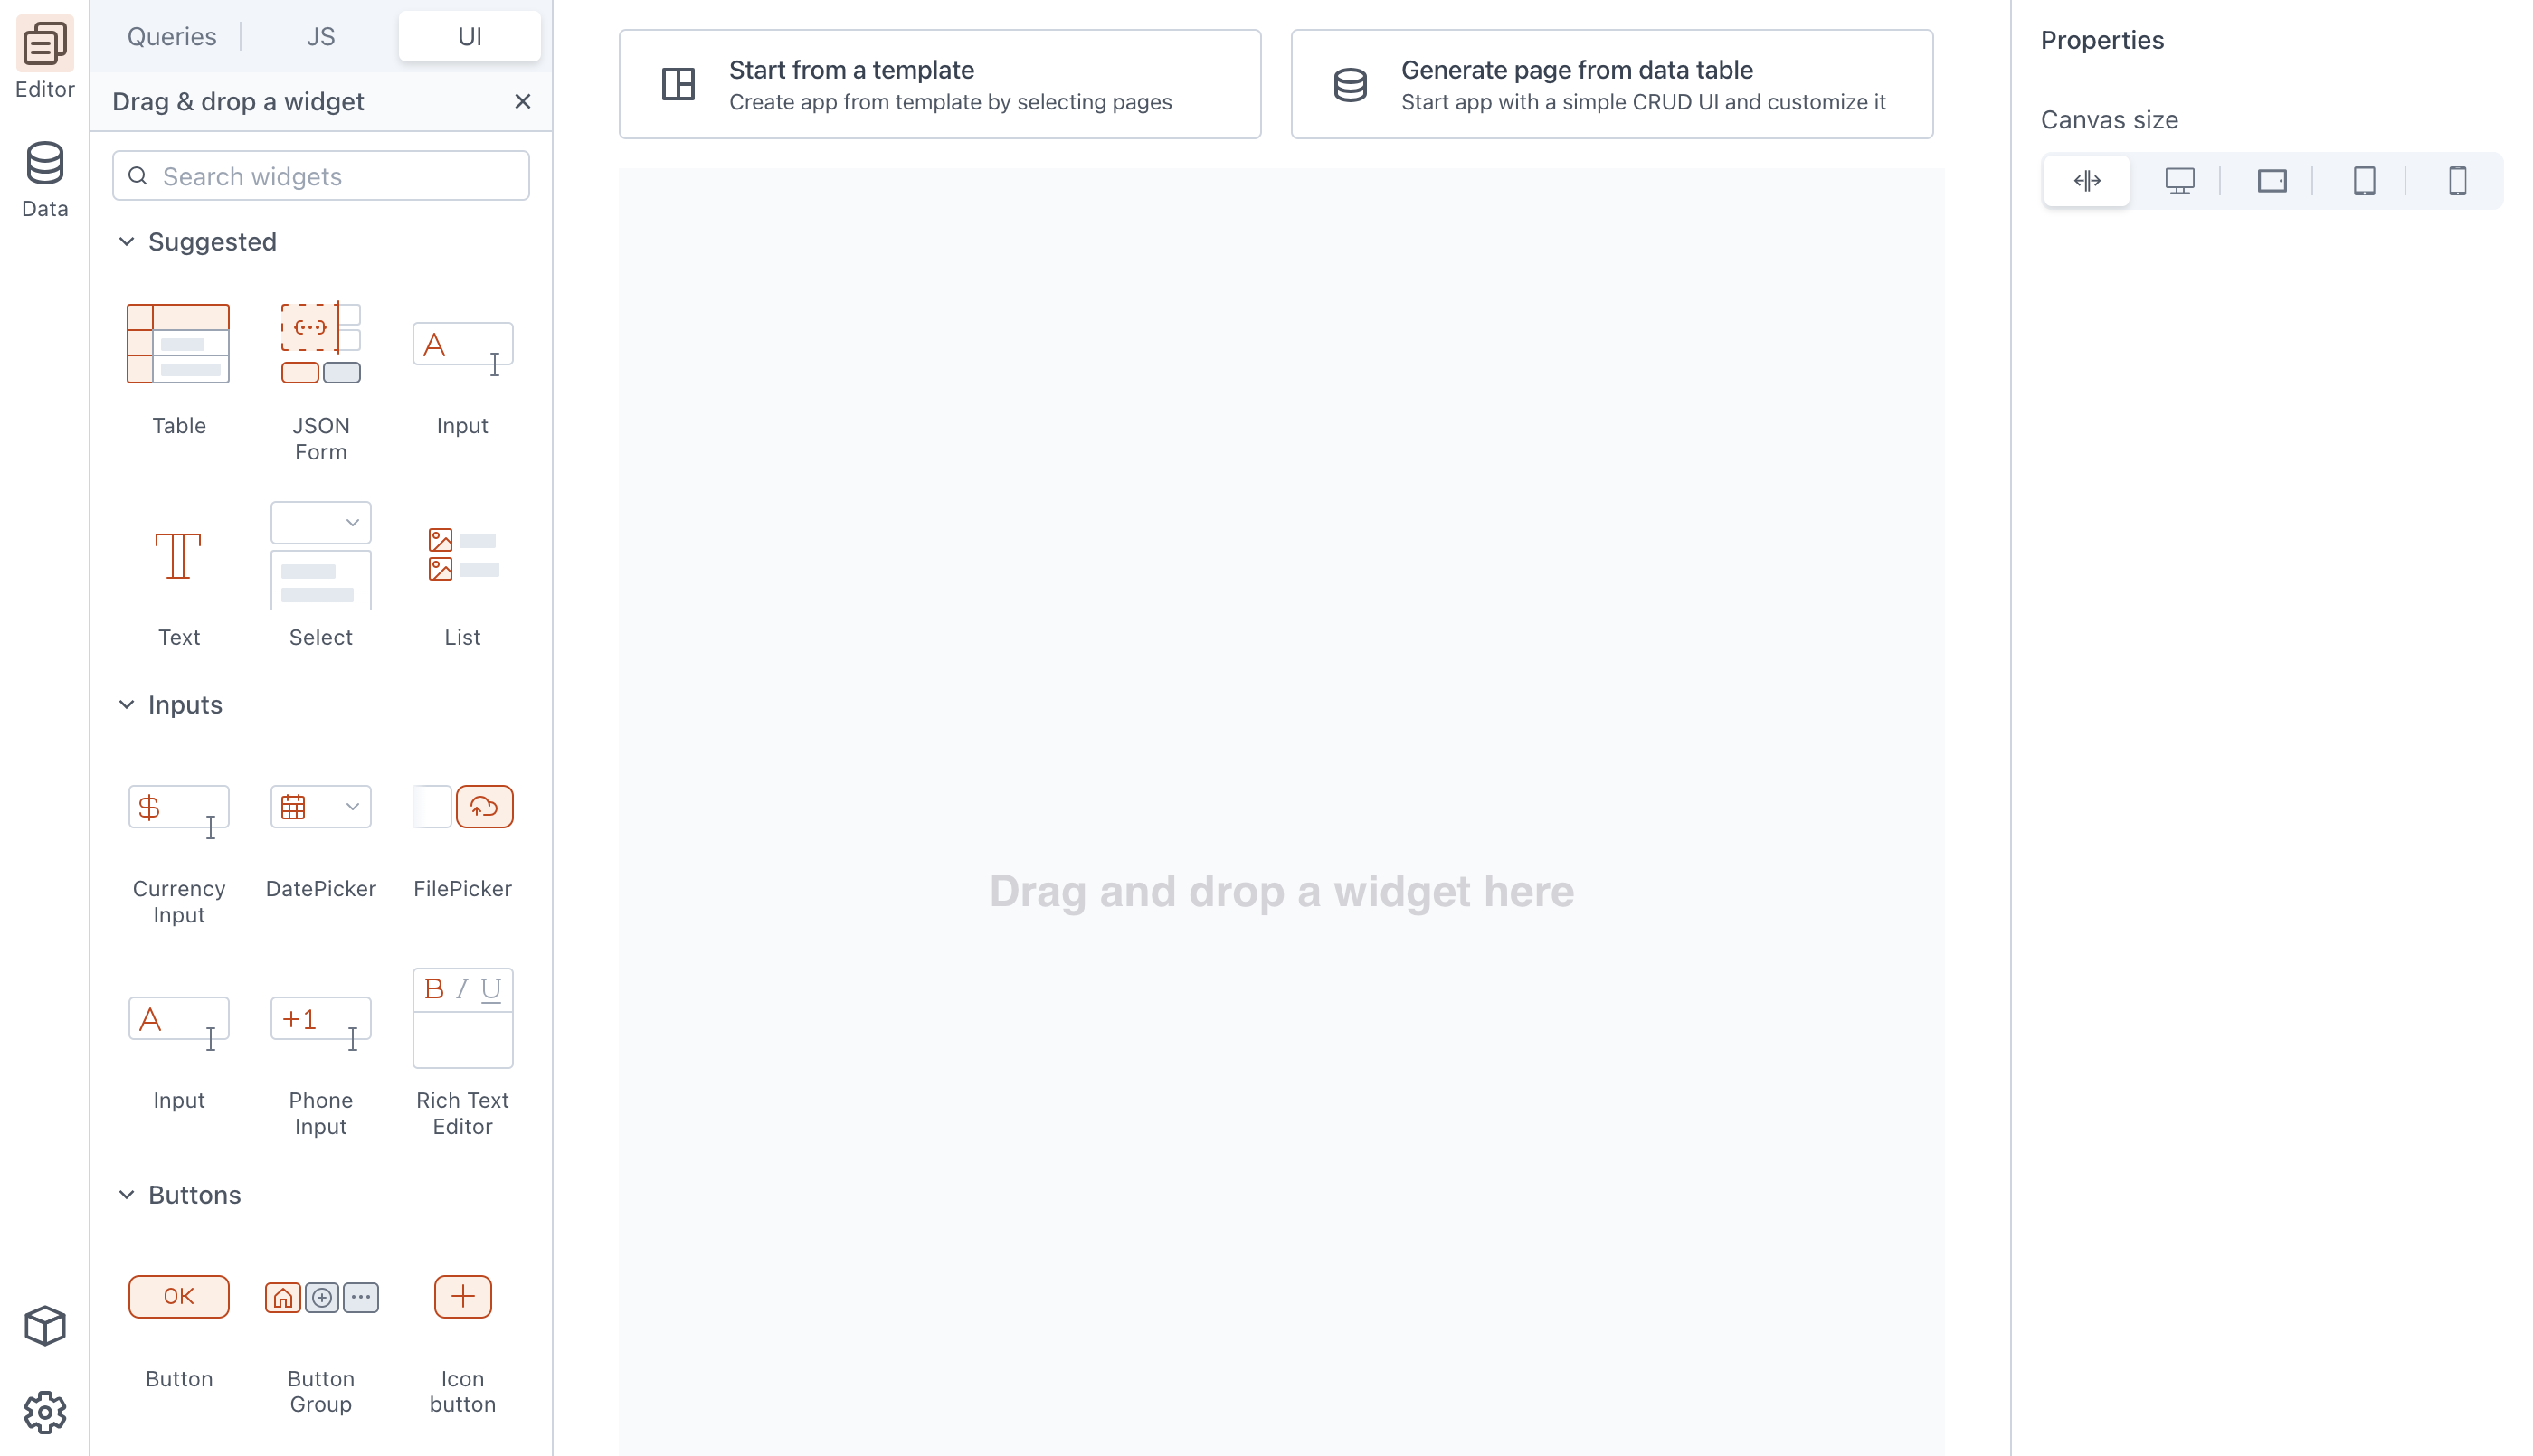 Editor
Data
Queries
JS
UI
Drag & drop a widget
Search widgets
Suggested
Table
JSON
Form
A
Input
Text
Select
List
Inputs
$
Currency
Input
DatePicker
FilePicker
A
Input
+1
Phone
Input
B I U
Rich Text
Editor
Buttons
OK
Button
Button
Group
Icon
button
Start from a template
Create app from template by selecting pages
Generate page from data table
Start app with a simple CRUD UI and customize it
Drag and drop a widget here
Properties
Canvas size